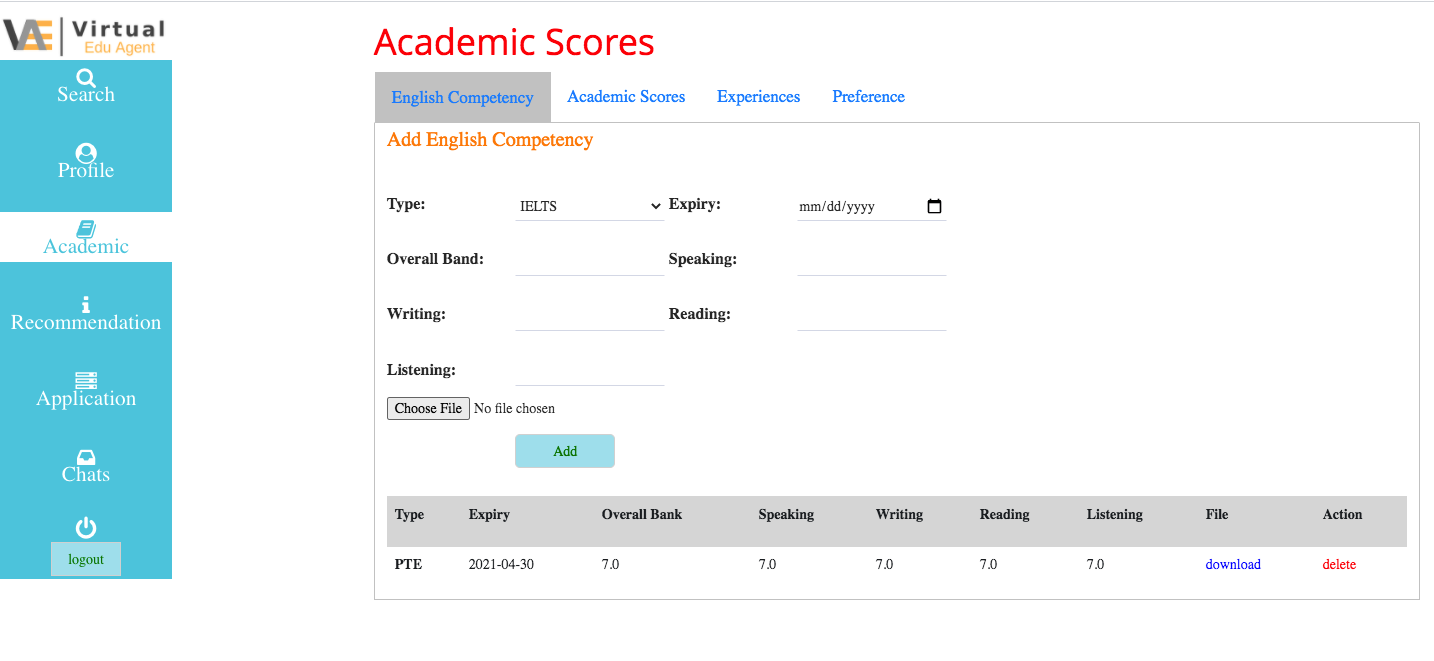 VAE Virtual
Edu Agent
Search
Profile
Academic
Recommendation
Application
Chats
logout
Academic Scores
English Competency Academic Scores Experiences Preference
Add English Competency
Type: IELTS Expiry: mm/dd/yyyy
Overall Band: Speaking:
Writing: Reading:
Listening:
Choose File No file chosen
Add
Type Expiry Overall Bank Speaking Writing Reading Listening File Action
PTE 2021-04-30 7.0 7.0 7.0 7.0 7.0 download delete